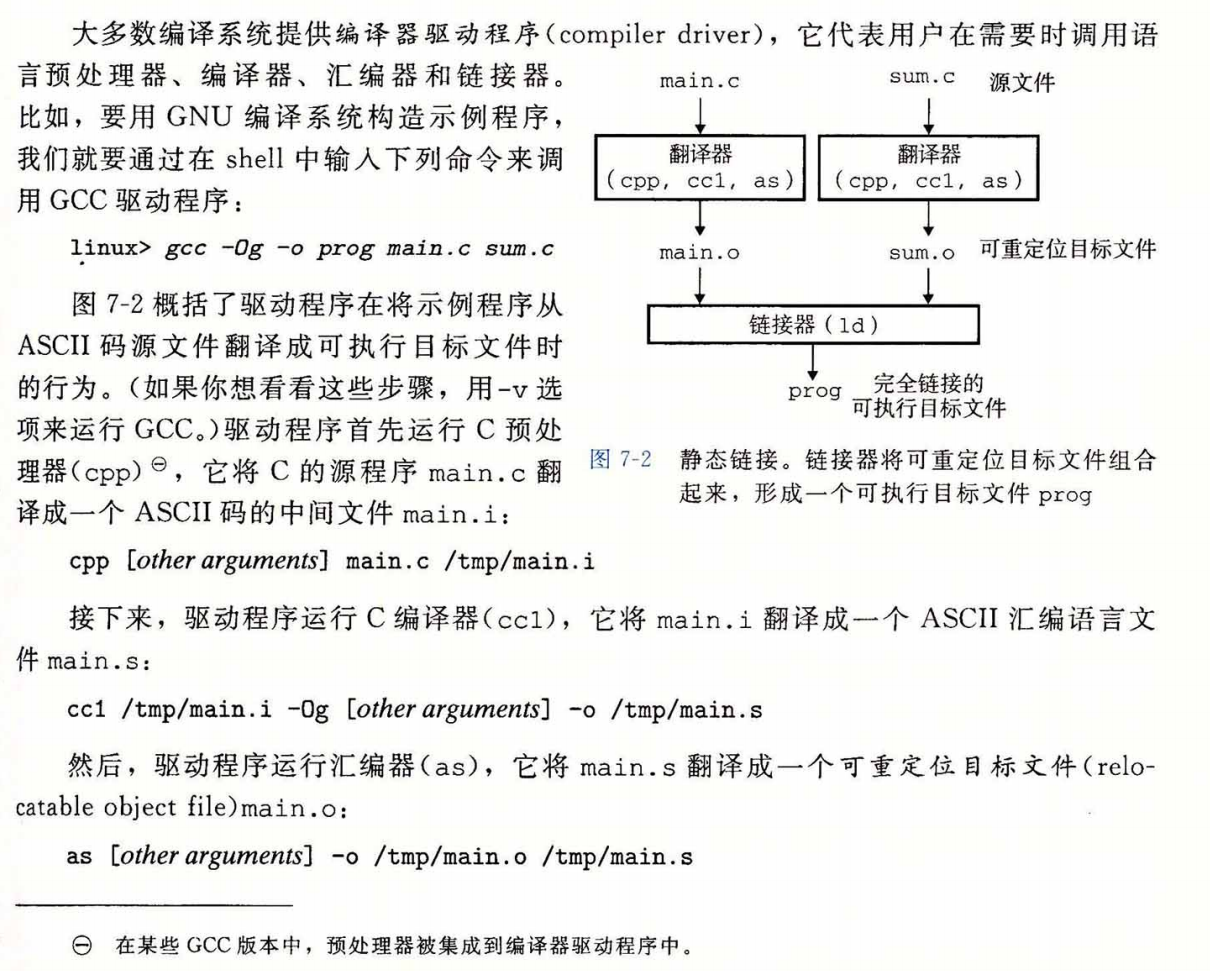 大多数编译系统提供编译器驱动程序(compiler driver)，它代表用户在需要时调用语
言预处理器、编译器、汇编器和链接器。
比如，要用 GNU 编译系统构造示例程序，
我们就要通过在 shell 中输入下列命令来调
用 GCC 驱动程序：
linux> gcc -Og -o prog main.c sum.c
图 7-2 概括了驱动程序在将示例程序从
ASCII 码源文件翻译成可执行目标文件时
的行为。(如果你想看看这些步骤，用-v 选
项来运行 GCC。)驱动程序首先运行 C 预处
理器(cpp)㊀，它将 C 的源程序 main.c 翻
译成一个 ASCII 码的中间文件 main.i：
main.c sum.c 源文件
翻译器 翻译器
(cpp, cc1, as) (cpp, cc1, as)
main.o sum.o 可重定位目标文件
链接器(ld)
prog 完全链接的
可执行目标文件
图 7-2 静态链接。链接器将可重定位目标文件组合
起来，形成一个可执行目标文件 prog
cpp [other arguments] main.c /tmp/main.i
接下来，驱动程序运行 C 编译器(cc1)，它将 main.i 翻译成一个 ASCII 汇编语言文
件 main.s：
cc1 /tmp/main.i -Og [other arguments] -o /tmp/main.s
然后，驱动程序运行汇编器(as)，它将 main.s 翻译成一个可重定位目标文件(relo-
catable object file)main.o：
as [other arguments] -o /tmp/main.o /tmp/main.s
㊀ 在某些 GCC 版本中，预处理器被集成到编译器驱动程序中。